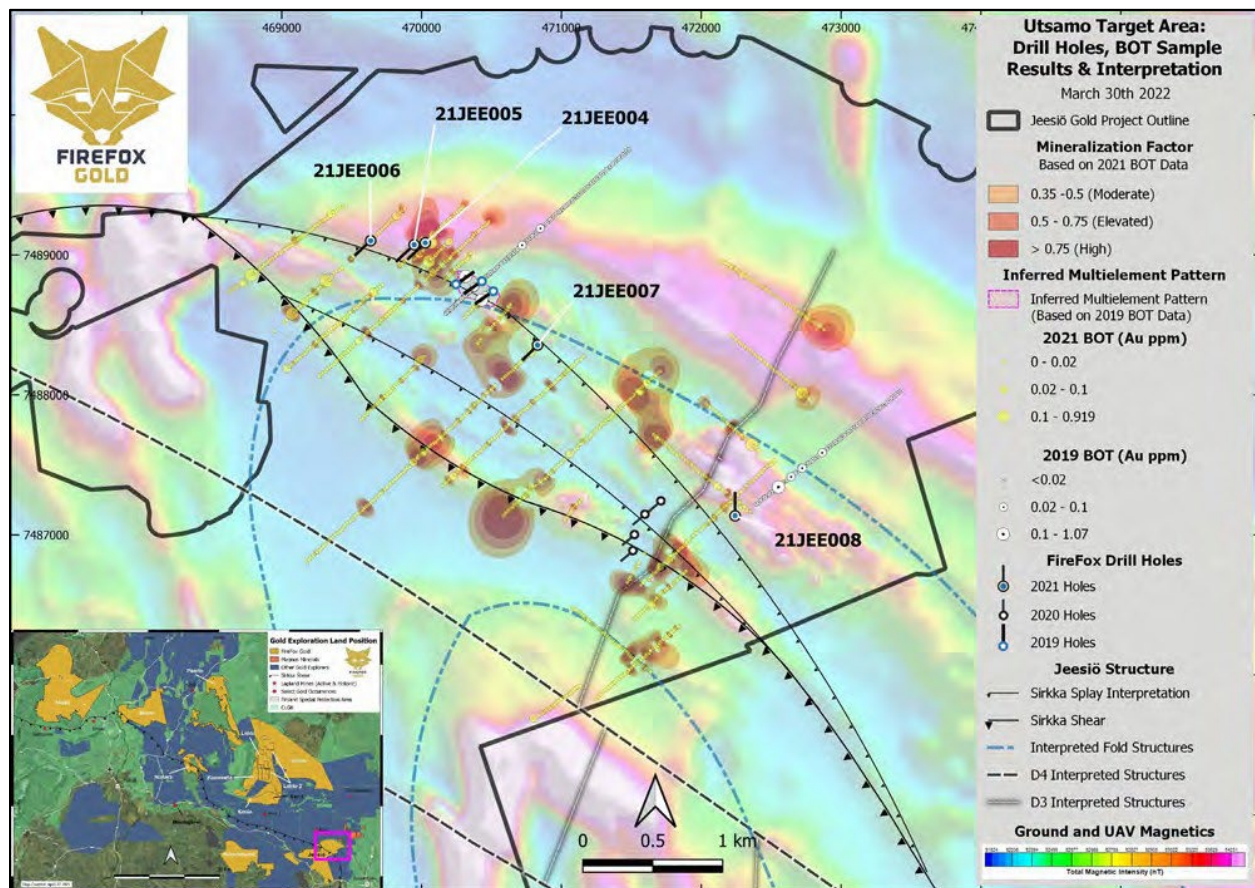 FIREFOX
GOLD
469000
470000
471000
472000
473000
7489000
7488000
7487000
21JEE005
21JEE004
21JEE006
21JEE007
21JEE008
0 0.5 1 km
Utsamo Target Area:
Drill Holes, BOT Sample
Results & Interpretation
March 30th 2022
Jeesiö Gold Project Outline
Mineralization Factor
Based on 2021 BOT Data
0.35 -0.5 (Moderate)
0.5 - 0.75 (Elevated)
> 0.75 (High)
Inferred Multielement Pattern
Inferred Multielement Pattern
(Based on 2019 BOT Data)
2021 BOT (Au ppm)
0 - 0.02
0.02 - 0.1
0.1 - 0.919
2019 BOT (Au ppm)
<0.02
0.02 - 0.1
0.1 - 1.07
FireFox Drill Holes
2021 Holes
2020 Holes
2019 Holes
Jeesiö Structure
Sirkka Splay Interpretation
Sirkka Shear
Interpreted Fold Structures
D4 Interpreted Structures
D3 Interpreted Structures
Ground and UAV Magnetics
Total Magnetic Intensity (nT)
Gold Exploration Land Position
FireFox Gold
Other Gold Explorers
Sirkka Shear